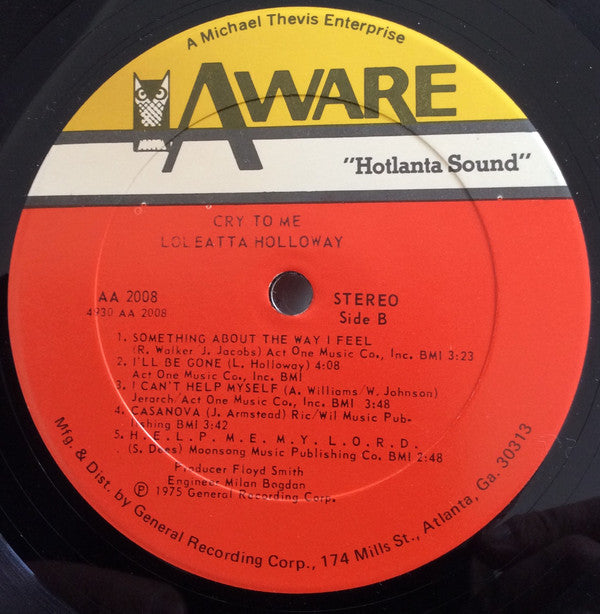 A Michael Thevis Enterprise
AWARE
"Hotlanta Sound"
CRY TO ME
LOLEATTA HOLLOWAY
AA 2008
4930 AA 2008
STEREO
Side B
1. SOMETHING ABOUT THE WAY I FEEL
(R. Walker J. Jacobs) Act One Music Co., Inc. BMI 3:23
2. I'LL BE GONE (L. Holloway) 4:08
Act One Music Co., Inc. BMI
3. I CAN'T HELP MYSELF (A. Williams/W. Johnson)
Jerarch/Act One Music Co., Inc. BMI 3:48
4. CASANOVA (J. Armstead) Ric/Wil Music Pub-
lishing BMI 3:42
5. H.E.L.P.M.E.M.Y.L.O.R.D.
(S. Dees) Moonsong Music Publishing Co. BMI 2:48
Producer Floyd Smith
Engineer Milan Bogdan
℗ 1975 General Recording Corp.
Mfg. & Dist. by General Recording Corp., 174 Mills St., Atlanta, Ga. 30313